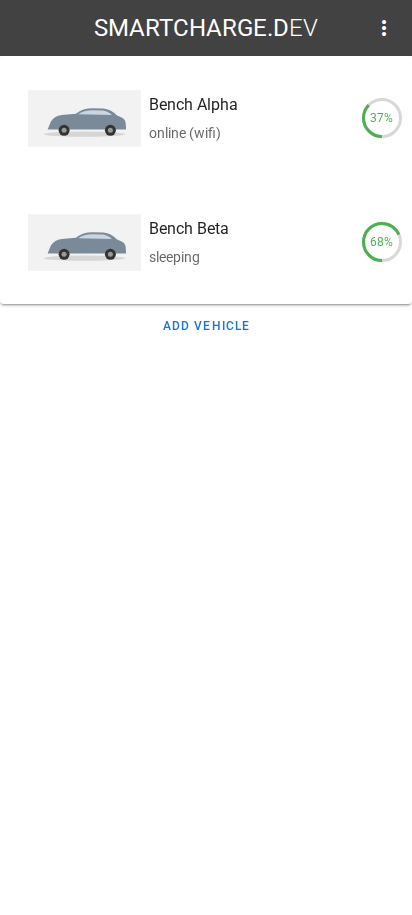 SMARTCHARGE.DEV
Bench Alpha
online (wifi)
37%
Bench Beta
sleeping
68%
ADD VEHICLE